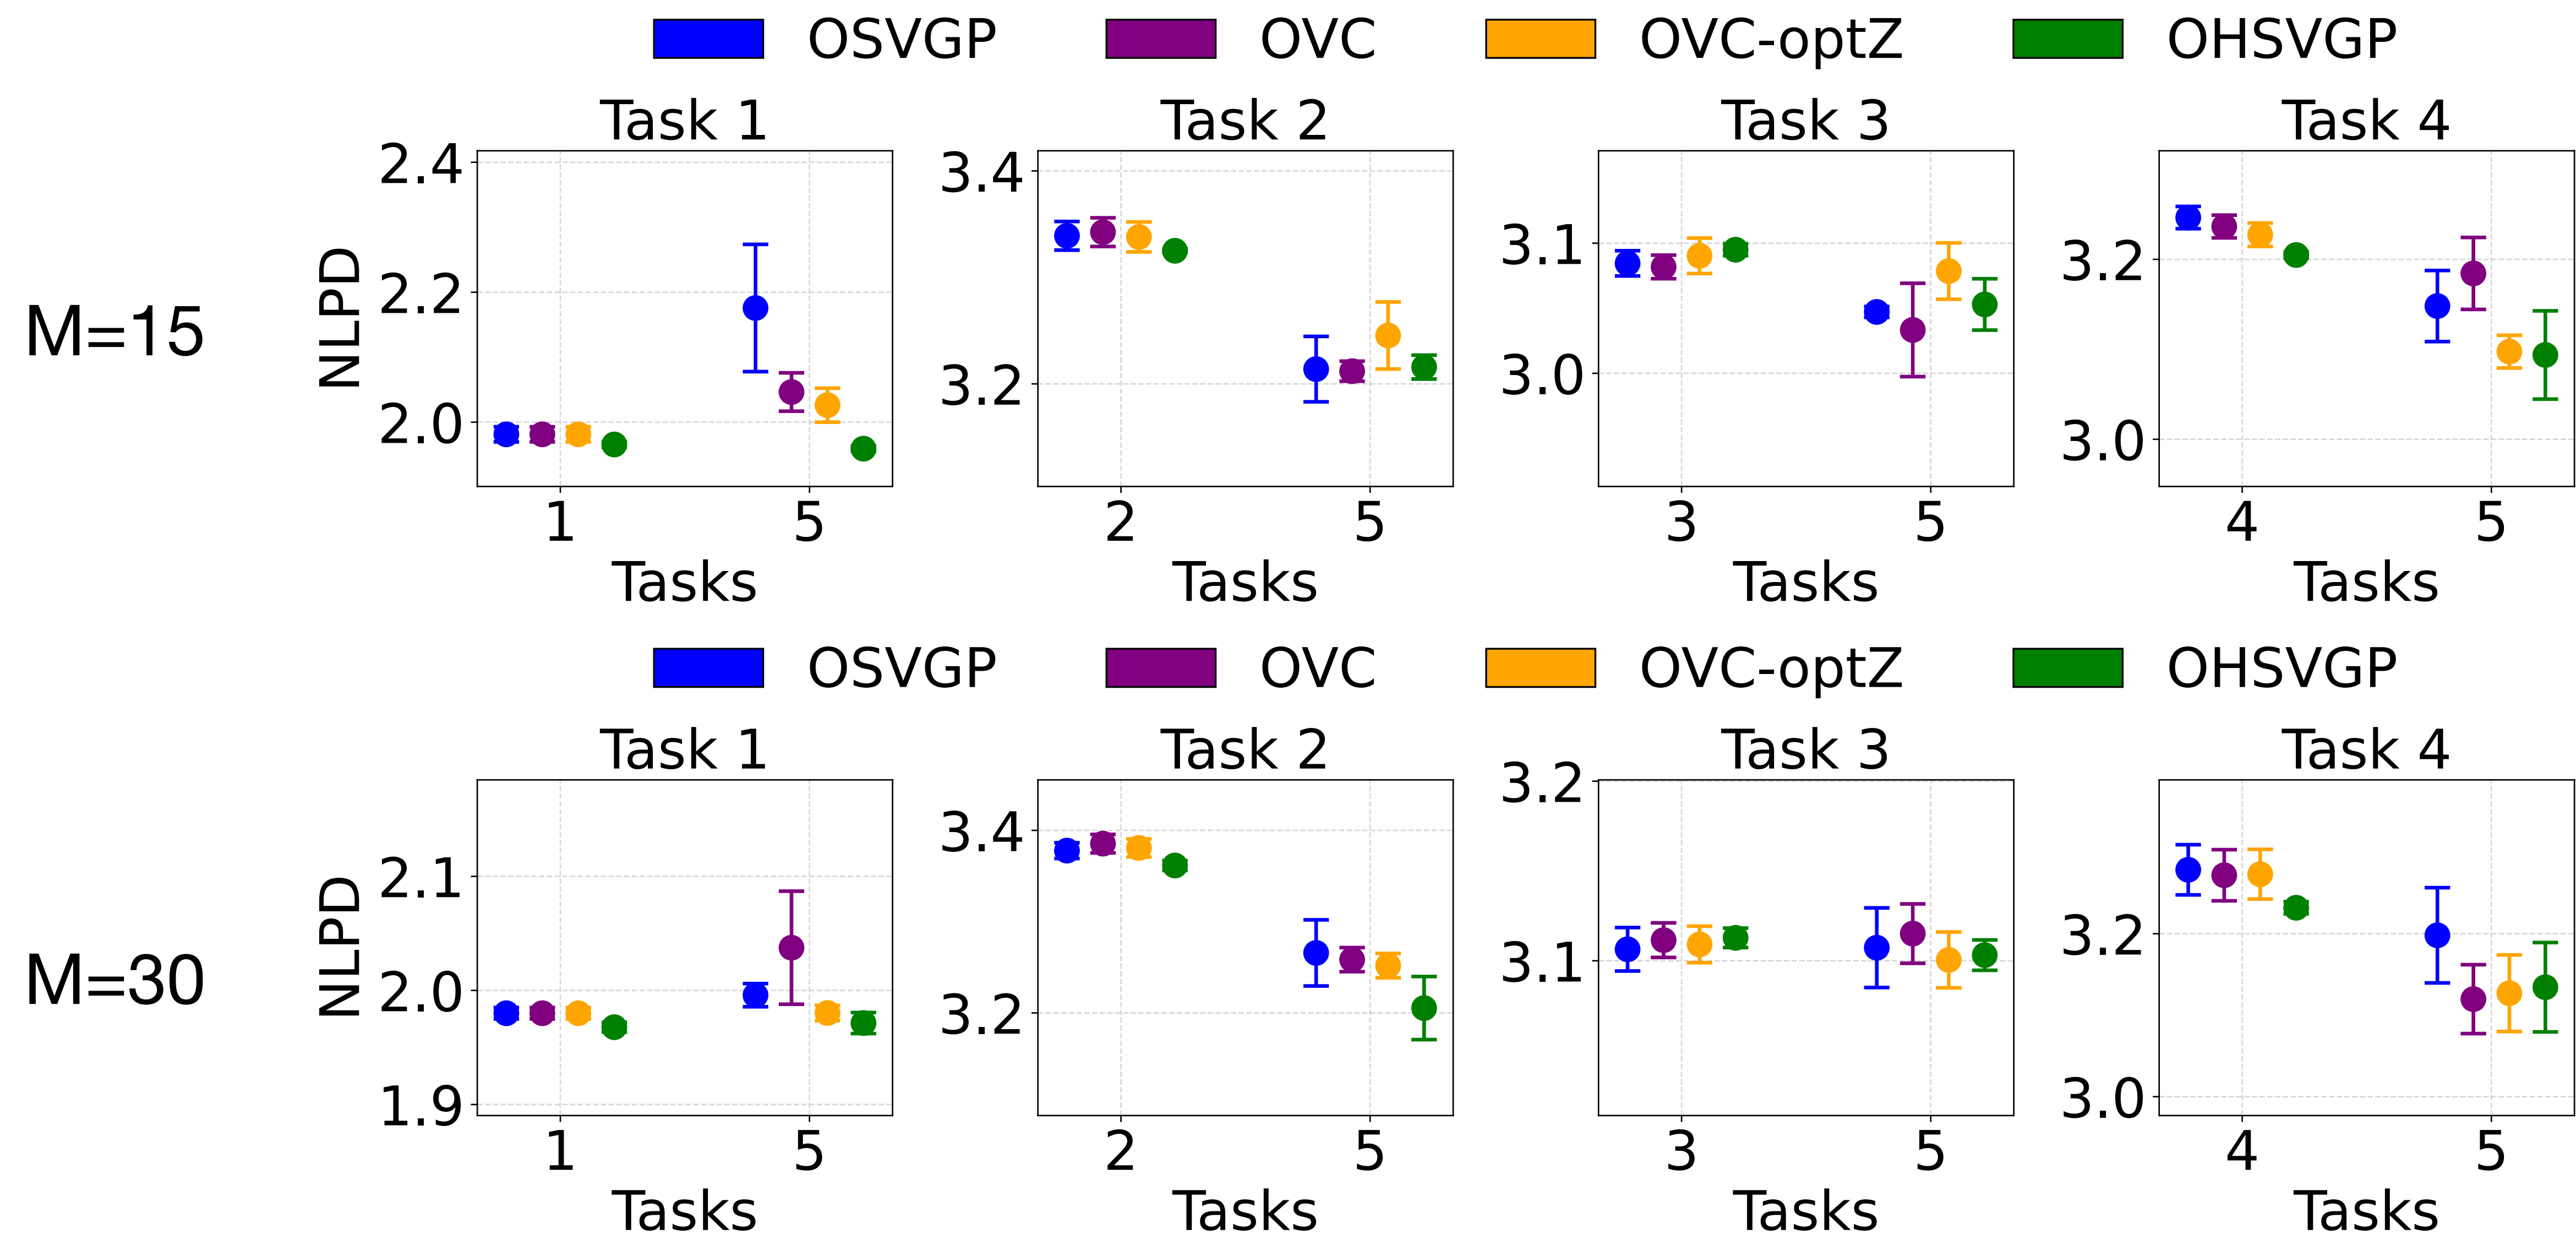 OSVGP OVC OVC-optZ OHSVGP
Task 1 Task 2 Task 3 Task 4
M=15
NLPD
2.4
2.2
2.0
1 5
Tasks
3.4
3.2
2 5
Tasks
3.1
3.0
3 5
Tasks
3.2
3.0
4 5
Tasks
OSVGP OVC OVC-optZ OHSVGP
Task 1 Task 2 Task 3 Task 4
M=30
NLPD
2.1
2.0
1.9
1 5
Tasks
3.4
3.2
2 5
Tasks
3.2
3.1
3 5
Tasks
3.2
3.0
4 5
Tasks